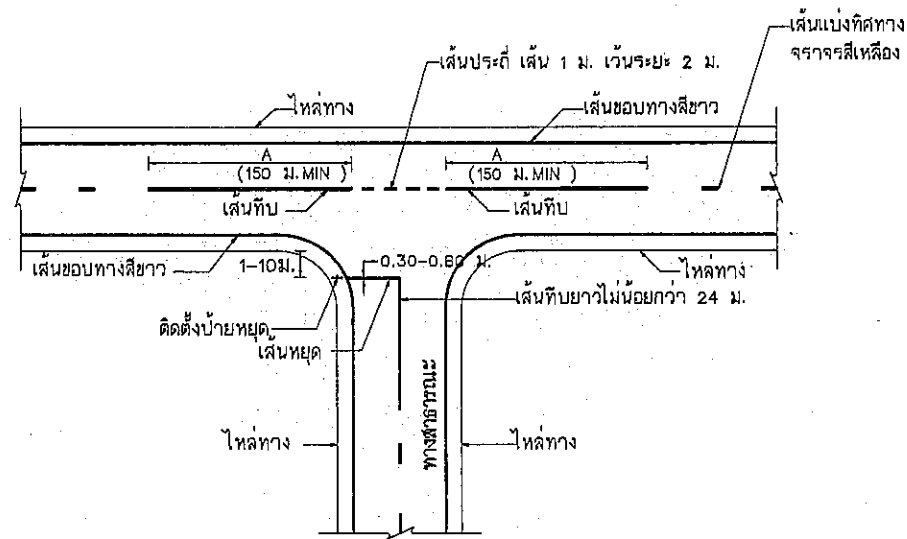 เส้นแบ่งทิศทาง
จราจรสีเหลือง
เส้นประถี่ เส้น 1 ม. เว้นระยะ 2 ม.
ไหล่ทาง
เส้นขอบทางสีขาว
A
(150 ม.MIN )
A
(150 ม.MIN )
เส้นทึบ
เส้นทึบ
เส้นขอบทางสีขาว
1-10ม.
0.30-0.60 ม.
ไหล่ทาง
เส้นทึบยาวไม่น้อยกว่า 24 ม.
ติดตั้งป้ายหยุด
เส้นหยุด
ทางสาธารณะ
ไหล่ทาง
ไหล่ทาง